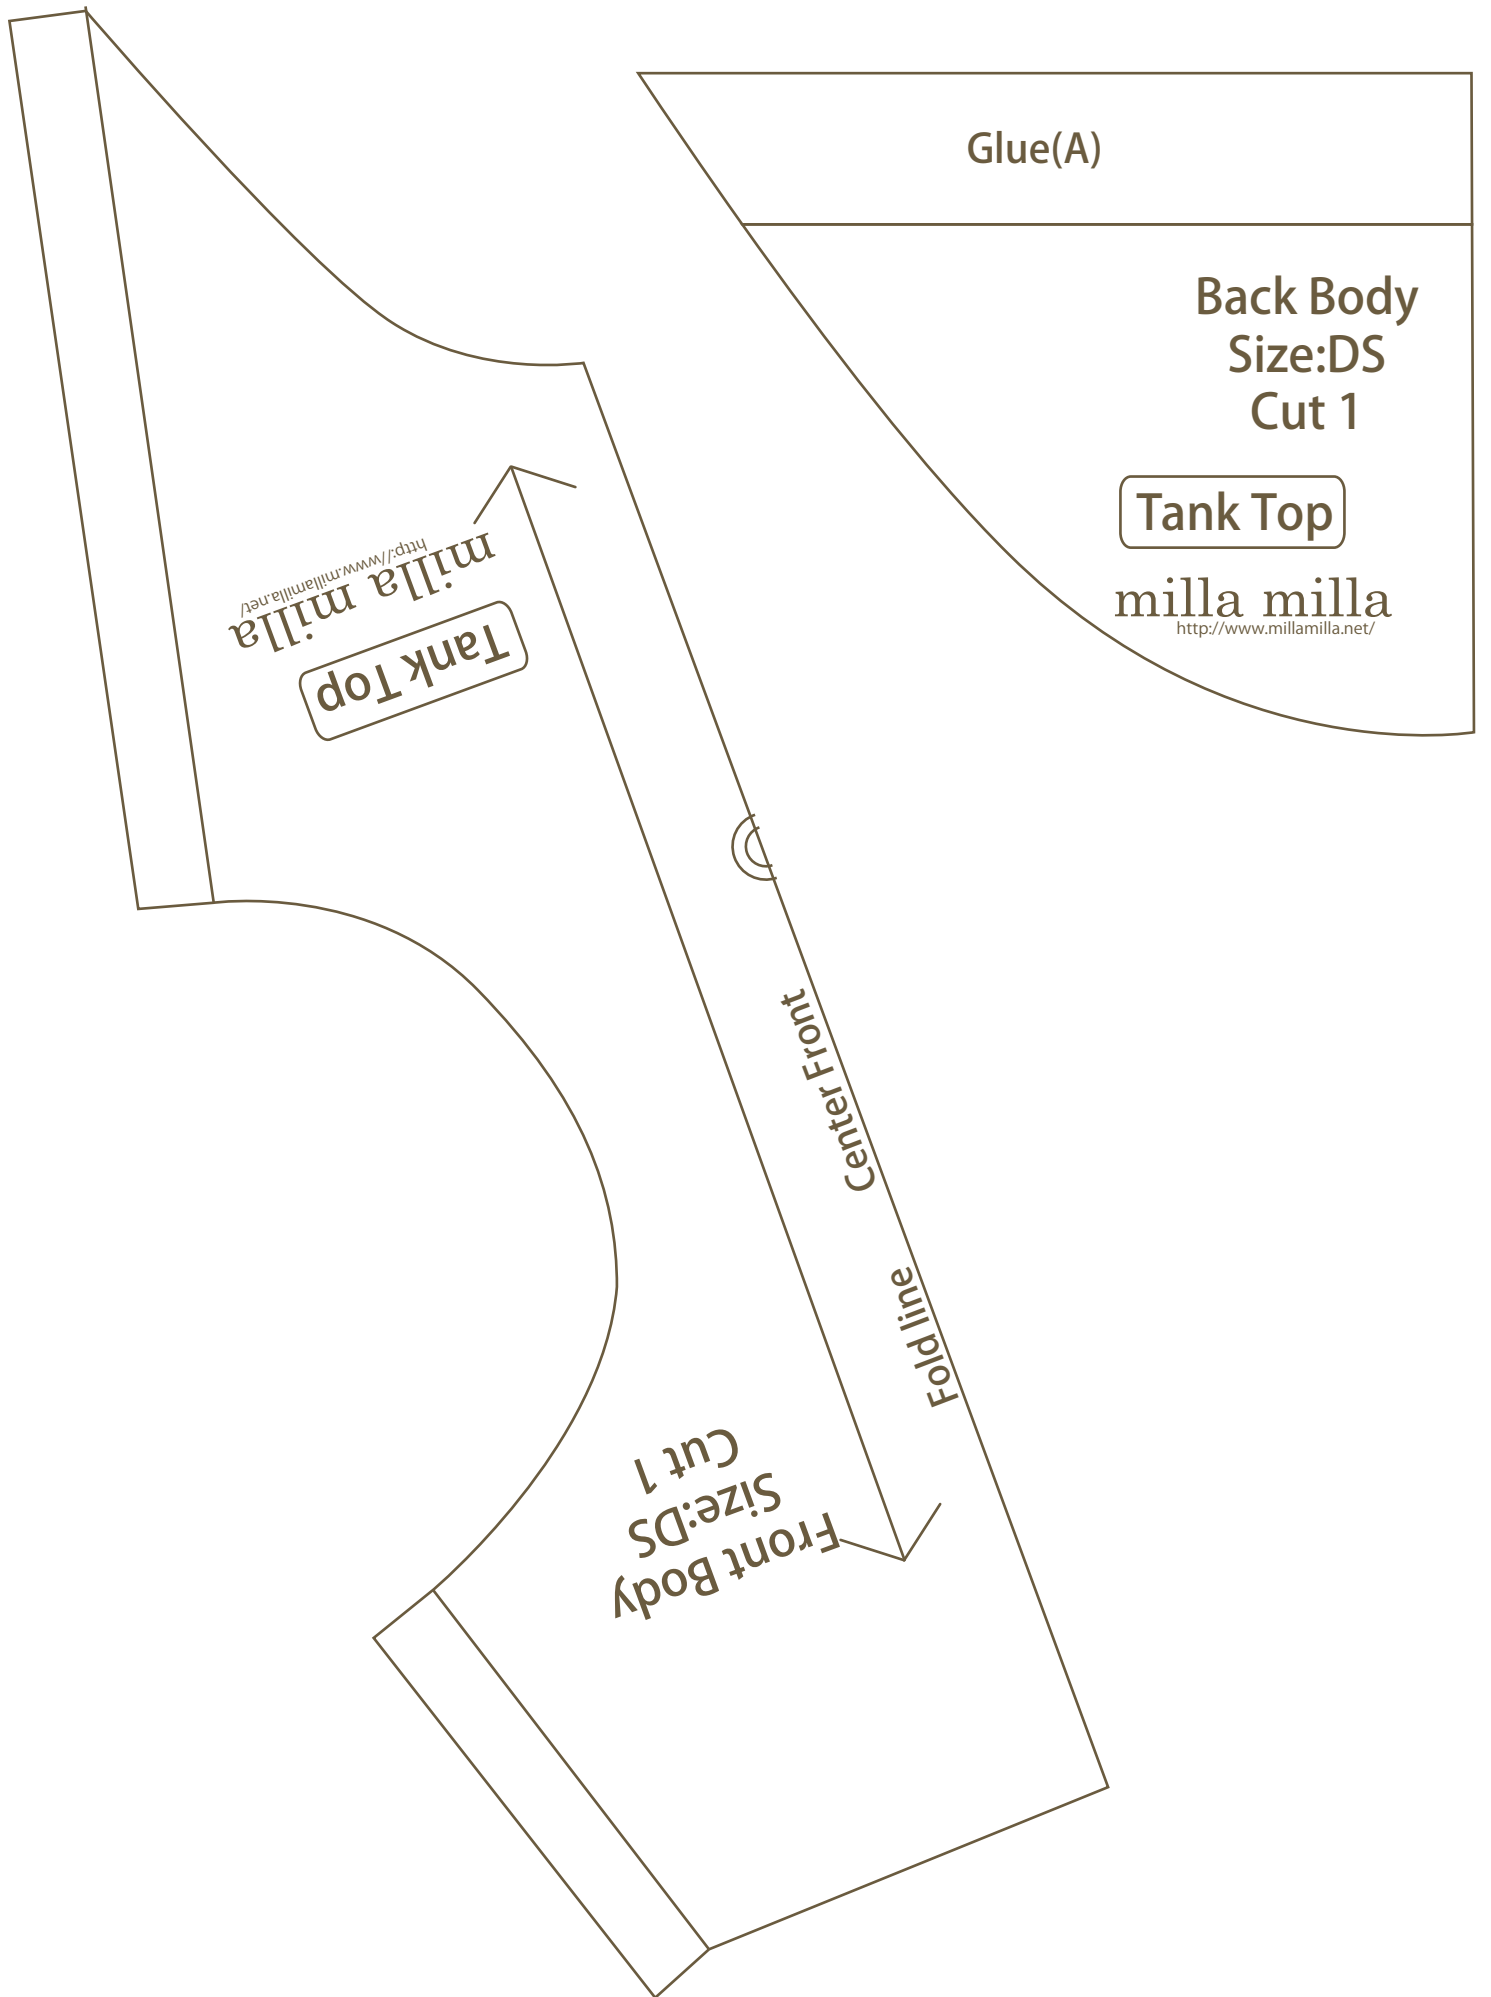 Glue(A)
Back Body
Size:DS
Cut 1
Tank Top
milla milla
http://www.millamilla.net/
Front Body
Size:DS
Cut 1
Fold line
Center Front
Tank Top
milla milla
http://www.millamilla.net/